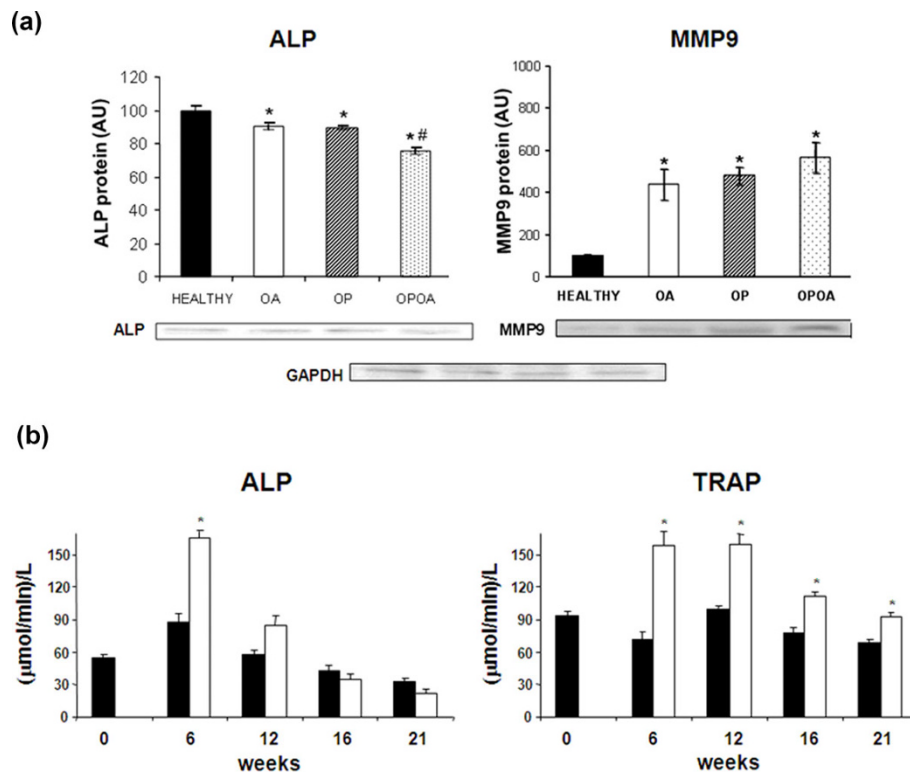 (a)
ALP
MMP9
ALP protein (AU)
120
100
80
60
40
20
0
*
*
*#
HEALTHY OA OP OPOA
MMP9 protein (AU)
1000
800
600
400
200
0
*
*
*
HEALTHY OA OP OPOA
ALP
MMP9
GAPDH
(b)
ALP
TRAP
(μmol/mln)/L
150
120
90
60
30
0
*
0 6 12 16 21
weeks
(μmol/mln)/L
150
120
90
60
30
0
*
*
*
*
0 6 12 16 21
weeks